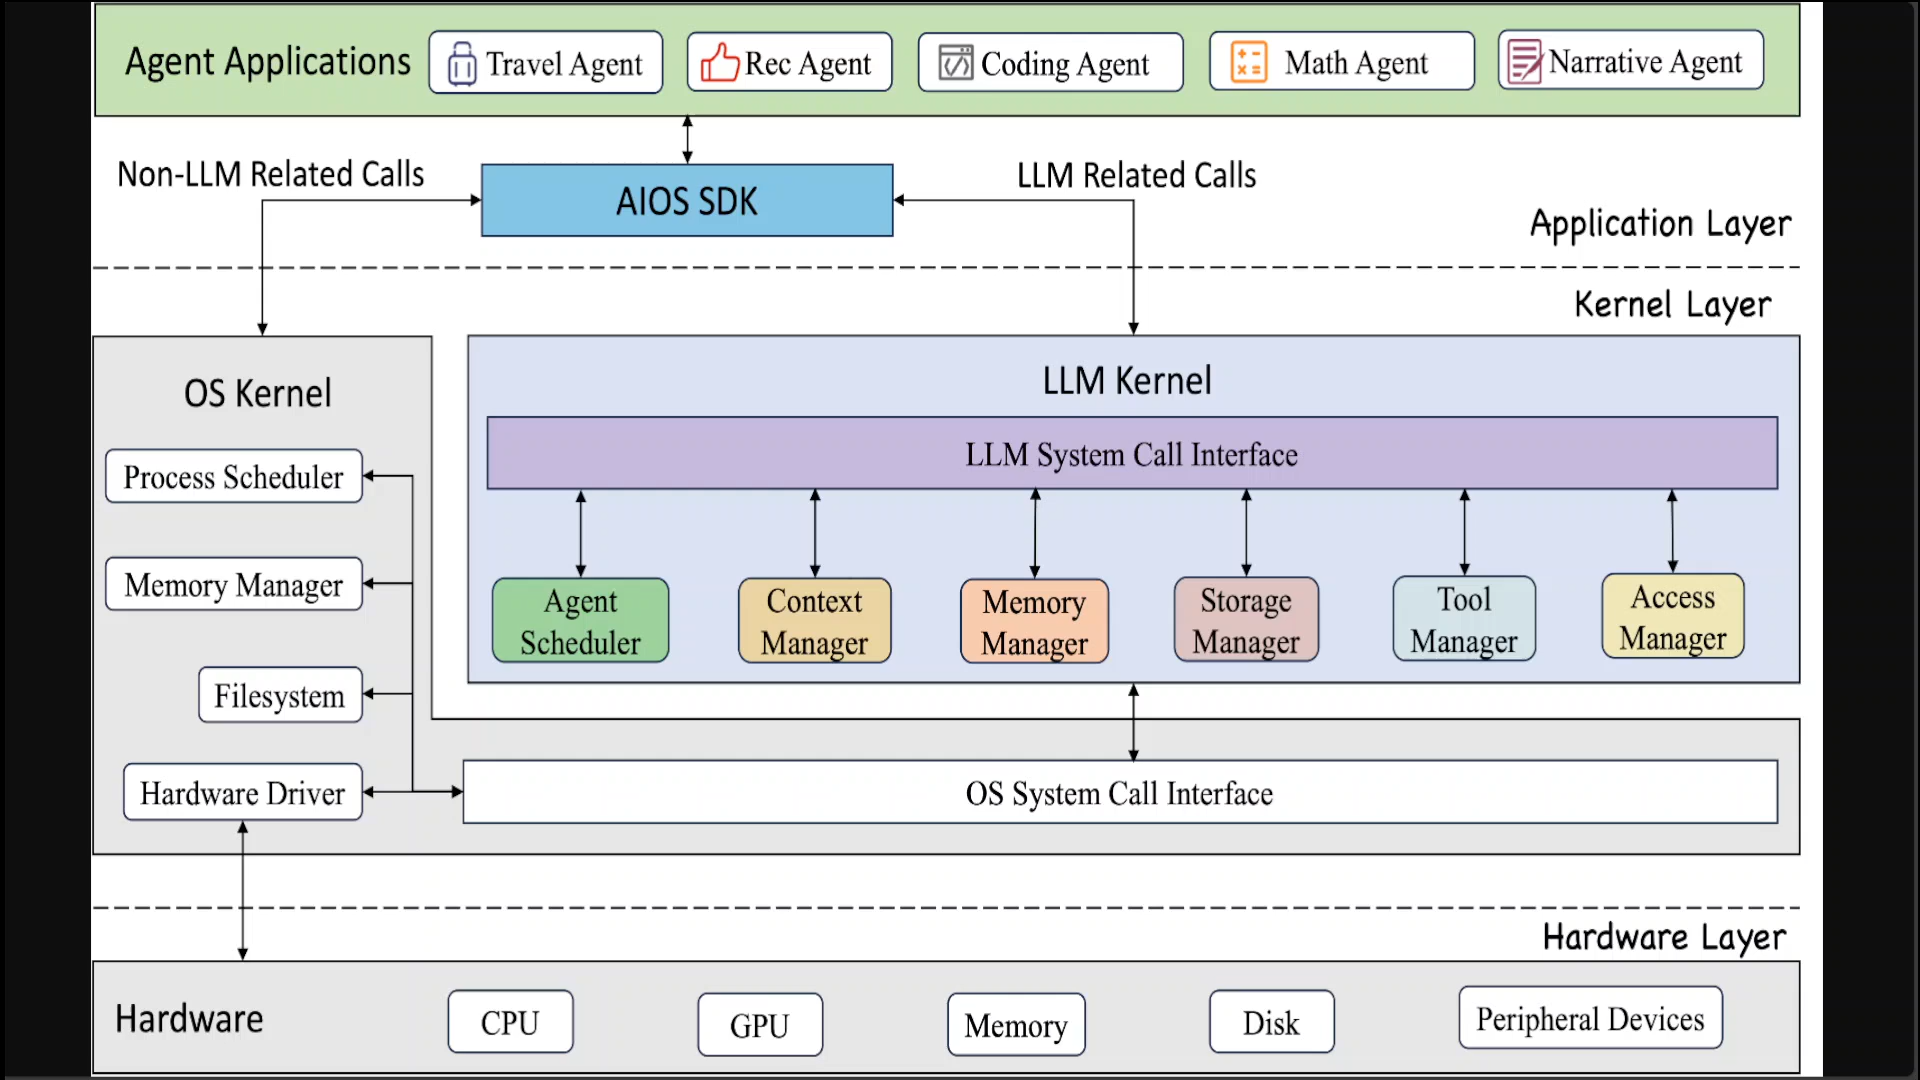 Agent Applications
Travel Agent
Rec Agent
Coding Agent
Math Agent
Narrative Agent
Non-LLM Related Calls
AIOS SDK
LLM Related Calls
Application Layer
Kernel Layer
OS Kernel
Process Scheduler
Memory Manager
Filesystem
Hardware Driver
LLM Kernel
LLM System Call Interface
Agent
Scheduler
Context
Manager
Memory
Manager
Storage
Manager
Tool
Manager
Access
Manager
OS System Call Interface
Hardware Layer
Hardware
CPU
GPU
Memory
Disk
Peripheral Devices